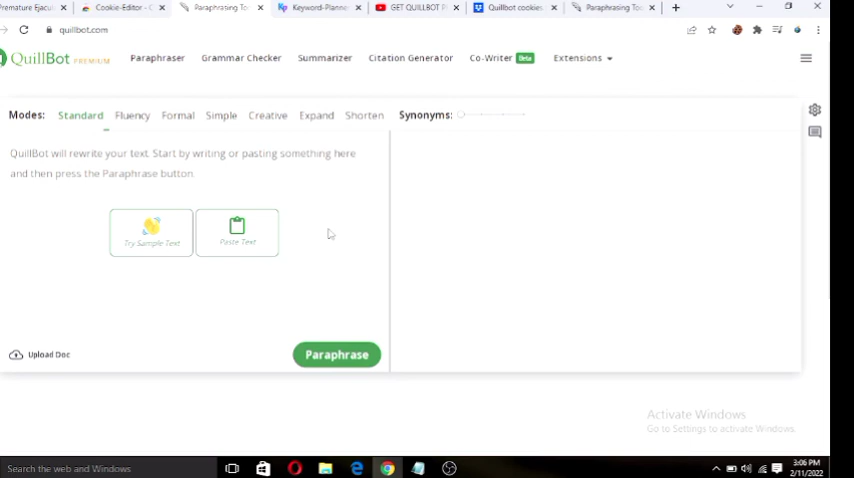 Premature Ejacul
Cookie-Editor - C
Paraphrasing To
Keyword-Planne
GET QUILLBOT P
Quillbot cookies
Paraphrasing To
quillbot.com
QuillBot PREMIUM
Paraphraser
Grammar Checker
Summarizer
Citation Generator
Co-Writer Beta
Extensions
Modes: Standard Fluency Formal Simple Creative Expand Shorten Synonyms:
QuillBot will rewrite your text. Start by writing or pasting something here
and then press the Paraphrase button.
Try Sample Text
Paste Text
Upload Doc
Paraphrase
Activate Windows
Go to Settings to activate Windows.
Search the web and Windows
3:06 PM
2/11/2022